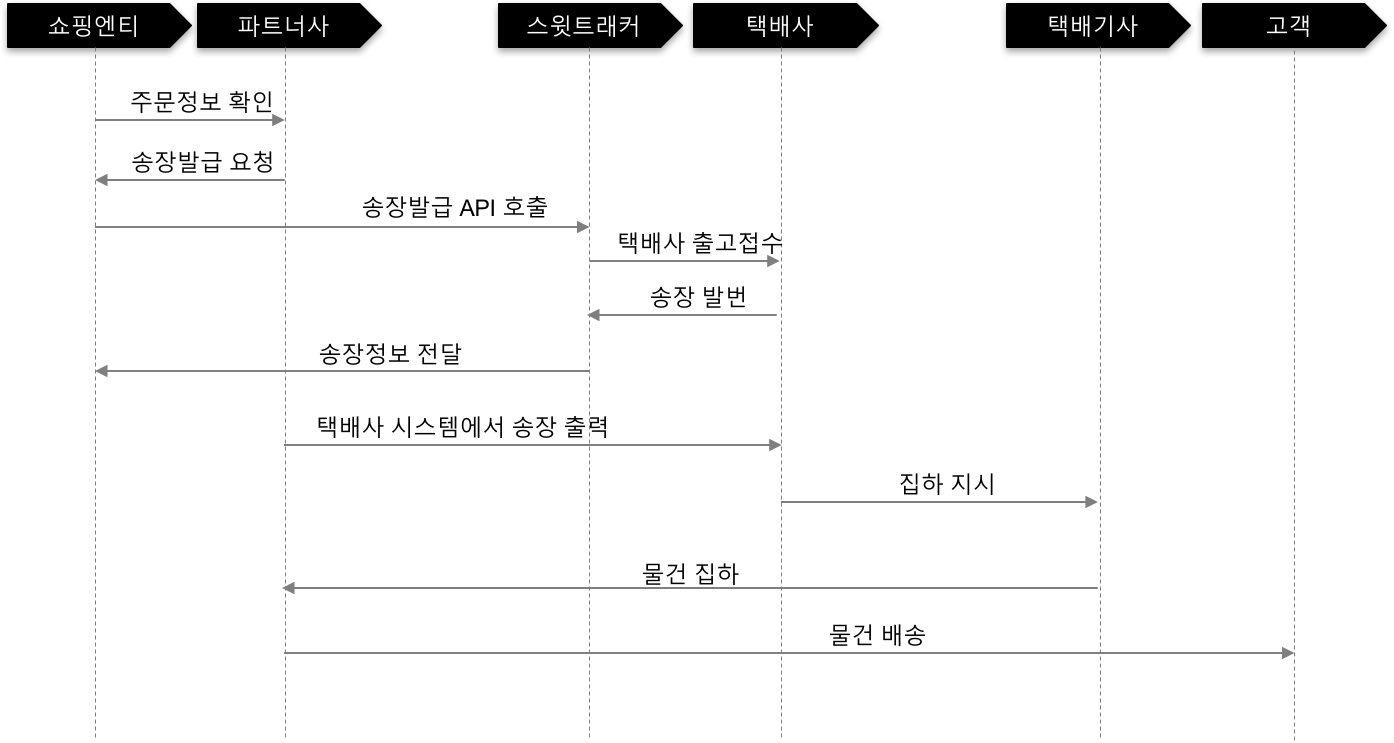 쇼핑엔티
파트너사
스윗트래커
택배사
택배기사
고객
주문정보 확인
송장발급 요청
송장발급 API 호출
택배사 출고접수
송장 발번
송장정보 전달
택배사 시스템에서 송장 출력
집하 지시
물건 집하
물건 배송